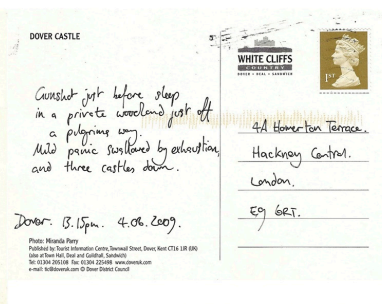 DOVER CASTLE
WHITE CLIFFS
COUNTRY
DOVER • DEAL • SANDWICH
1ST
Gunshot just before sleep
in a private woodland just off
a pilgrims way.
Mild panic swallowed by exhaustion,
and three castles down.
4A Homerton Terrace.
Hackney Central.
London.
E9 6RT.
Dover. 13.15pm. 4.06.2009.
Photo: Miranda Parry
Published by: Tourist Information Centre, Townwall Street, Dover, Kent CT16 1JR (UK)
(also at Town Hall, Deal and Guildhall, Sandwich)
Tel: 01304 205108 Fax: 01304 225498 www.doveruk.com
e-mail: tic@doveruk.com © Dover District Council